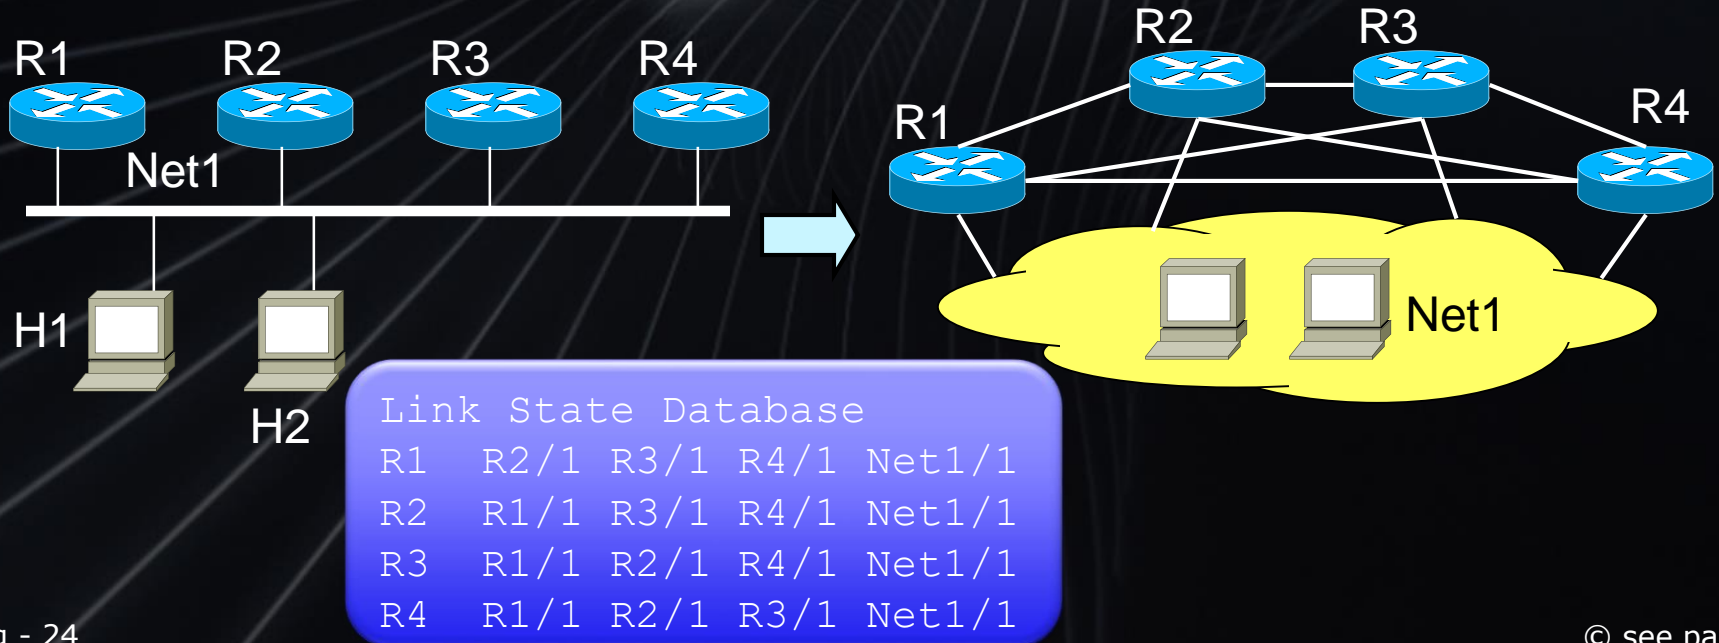 R1 R2 R3 R4
Net1
H1
H2
R2 R3
R1 R4
Net1
Link State Database
R1 R2/1 R3/1 R4/1 Net1/1
R2 R1/1 R3/1 R4/1 Net1/1
R3 R1/1 R2/1 R4/1 Net1/1
R4 R1/1 R2/1 R3/1 Net1/1
- 24
© see